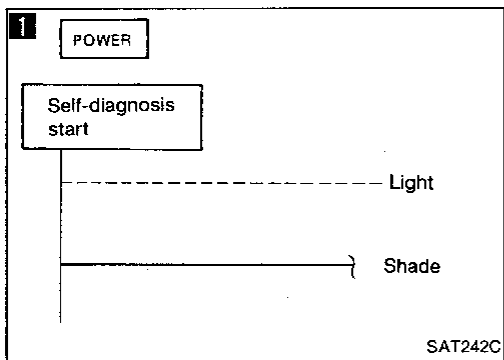 1
POWER
Self-diagnosis
start
Light
Shade
SAT242C